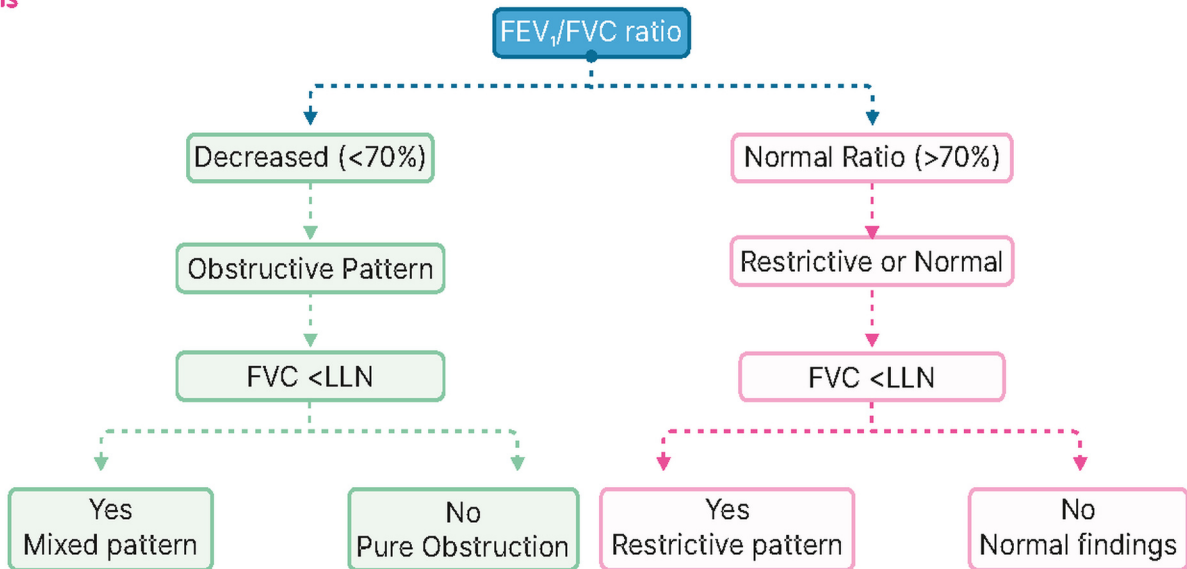 FEV₁/FVC ratio
Decreased (<70%)
Normal Ratio (>70%)
Obstructive Pattern
Restrictive or Normal
FVC <LLN
FVC <LLN
Yes
Mixed pattern
No
Pure Obstruction
Yes
Restrictive pattern
No
Normal findings